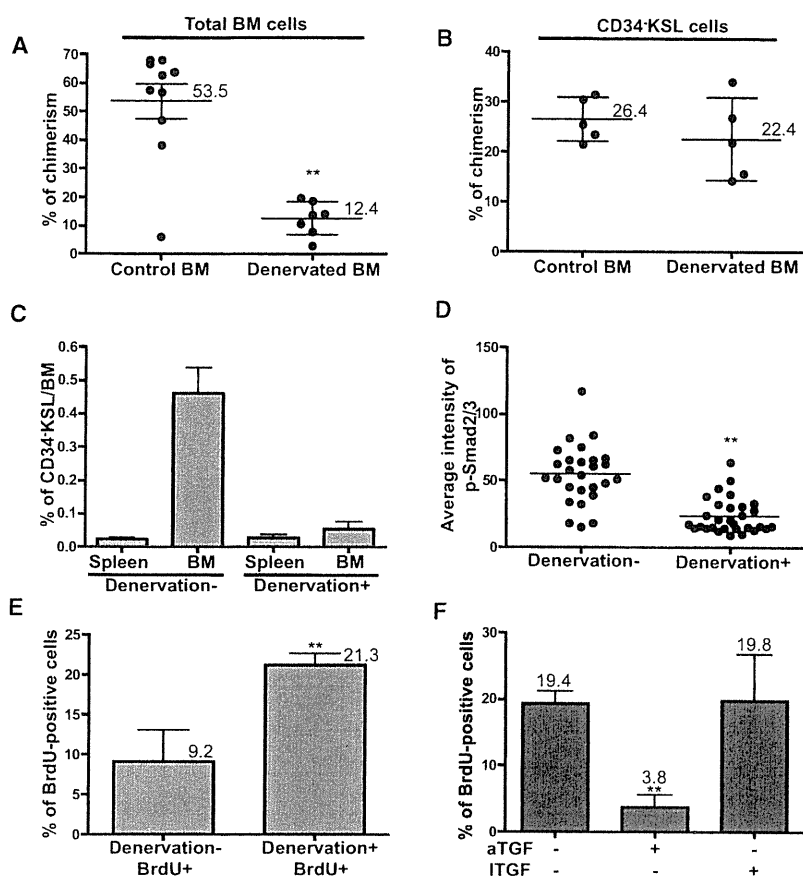 A
Total BM cells
% of chimerism
70
60
50
40
30
20
10
0
53.5
**
12.4
Control BM
Denervated BM
B
CD34-KSL cells
% of chimerism
40
30
20
10
0
26.4
22.4
Control BM
Denervated BM
C
% of CD34-KSL/BM
0.6
0.5
0.4
0.3
0.2
0.1
0.0
Spleen BM Spleen BM
Denervation- Denervation+
D
Average intensity of
p-Smad2/3
150
100
50
0
**
Denervation- Denervation+
E
% of BrdU-positive cells
25
20
15
10
5
0
9.2
**
21.3
Denervation- Denervation+
BrdU+ BrdU+
F
% of BrdU-positive cells
30
20
10
0
19.4
3.8
**
19.8
aTGF - + -
lTGF - - +